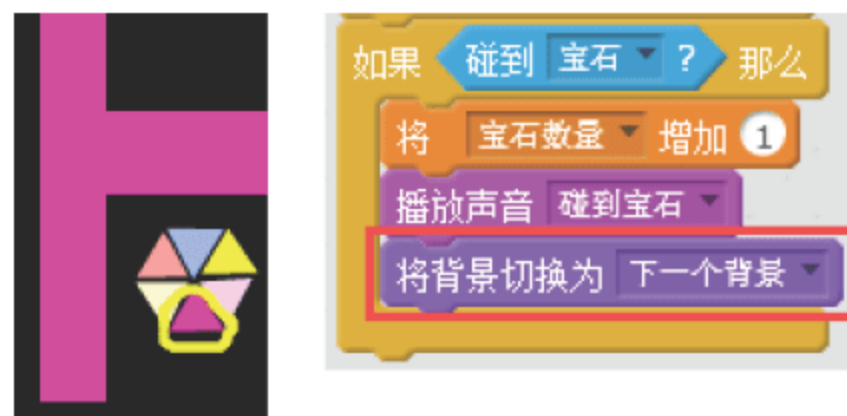 如果 碰到 宝石 ? 那么
将 宝石数量 增加 1
播放声音 碰到宝石
将背景切换为 下一个背景